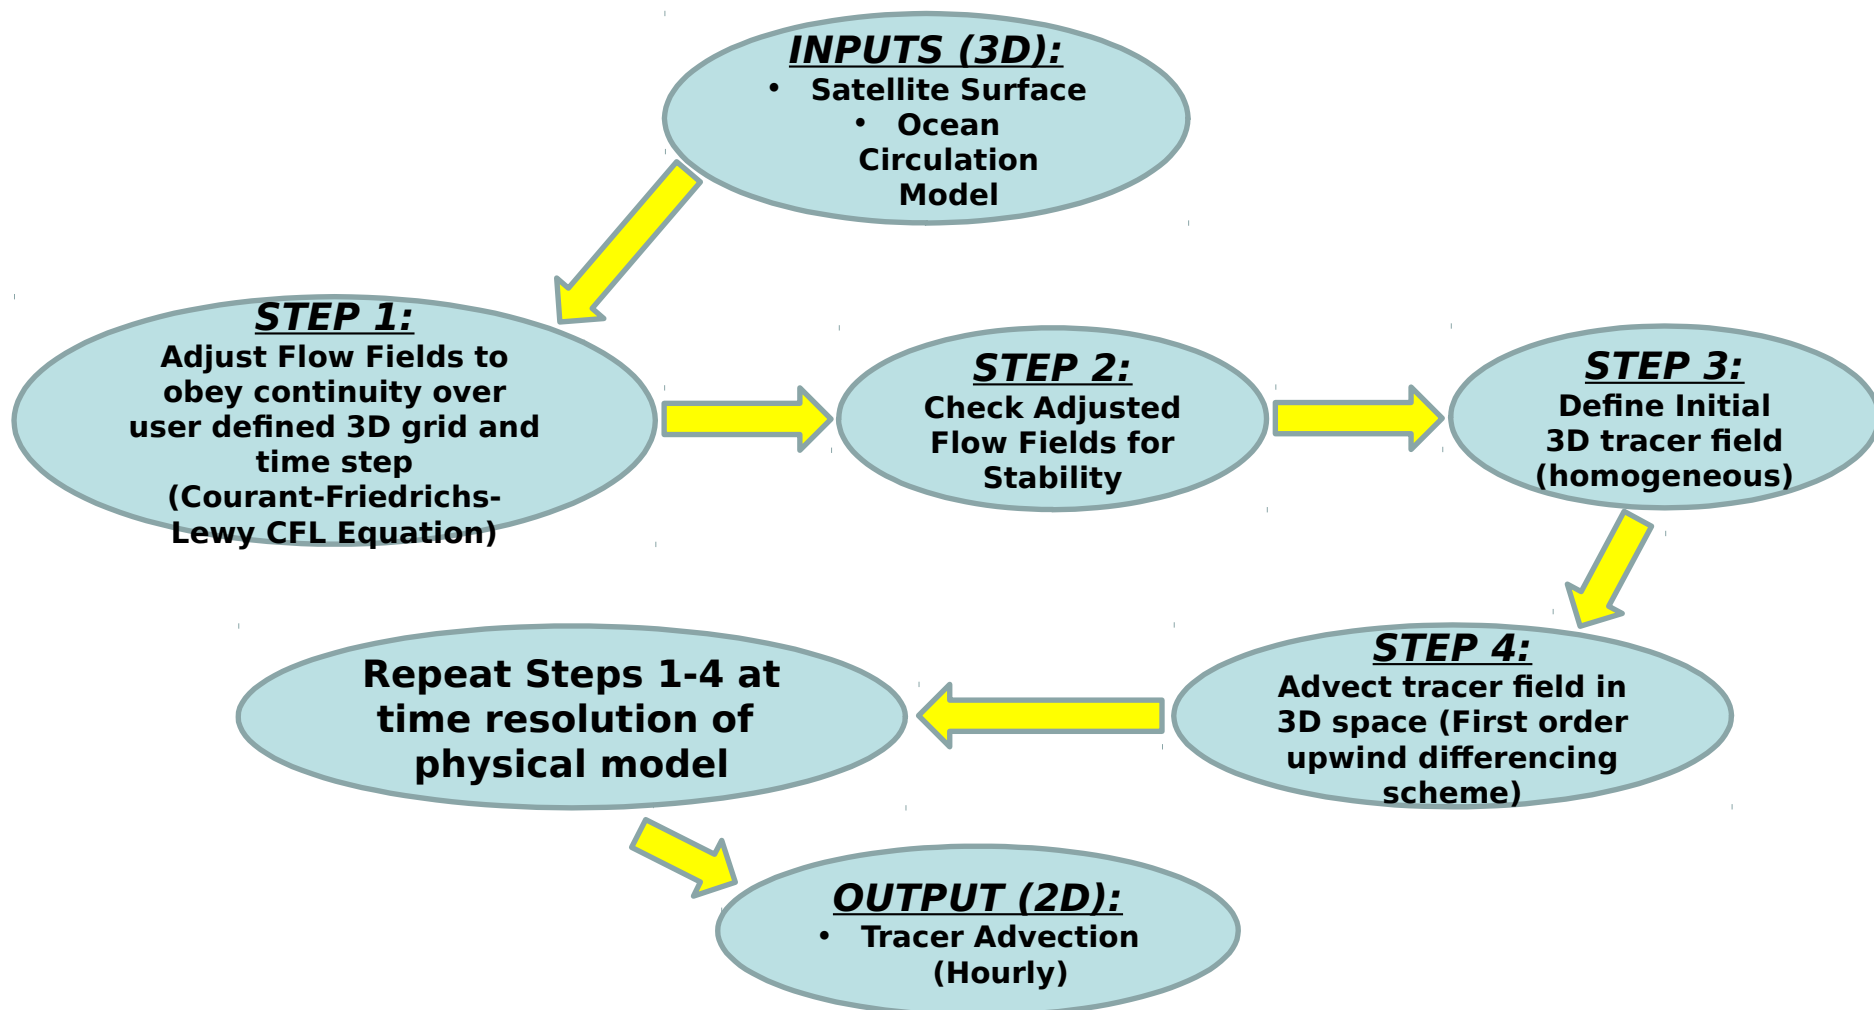 INPUTS (3D):
• Satellite Surface
• Ocean
Circulation
Model
STEP 1:
Adjust Flow Fields to
obey continuity over
user defined 3D grid and
time step
(Courant-Friedrichs-
Lewy CFL Equation)
STEP 2:
Check Adjusted
Flow Fields for
Stability
STEP 3:
Define Initial
3D tracer field
(homogeneous)
STEP 4:
Advect tracer field in
3D space (First order
upwind differencing
scheme)
Repeat Steps 1-4 at
time resolution of
physical model
OUTPUT (2D):
• Tracer Advection
(Hourly)